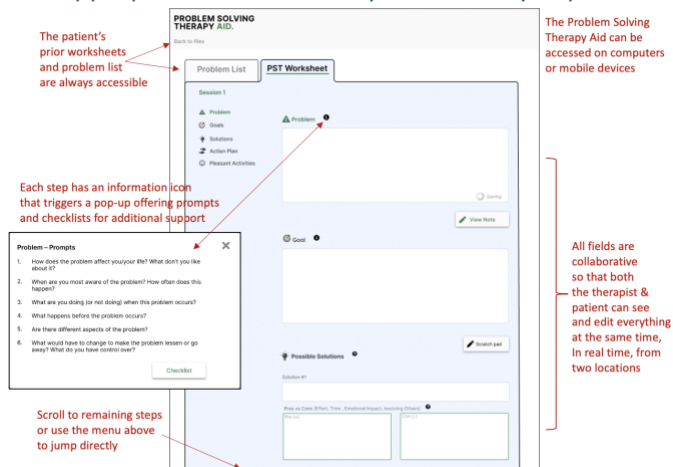 PROBLEM SOLVING
THERAPY AID.
Back to files
The patient's
prior worksheets
and problem list
are always accessible
The Problem Solving
Therapy Aid can be
accessed on computers
or mobile devices
Problem List
PST Worksheet
Session 1
Problem
Goals
Solutions
Action Plan
Pleasant Activities
Problem
Saving
View Note
Each step has an information icon
that triggers a pop-up offering prompts
and checklists for additional support
Problem – Prompts
1. How does the problem affect you/your life? What don't you like
about it?
2. When are you most aware of the problem? How often does this
happen?
3. What are you doing (or not doing) when this problem occurs?
4. What happens before the problem occurs?
5. Are there different aspects of the problem?
6. What would have to change to make the problem lessen or go
away? What do you have control over?
Checklist
Goal
Scratch pad
All fields are
collaborative
so that both
the therapist &
patient can see
and edit everything
at the same time,
In real time, from
two locations
Possible Solutions
Solution #1
Pros vs Cons (Effort, Time, Emotional Impact, Involving Others)
Scroll to remaining steps
or use the menu above
to jump directly